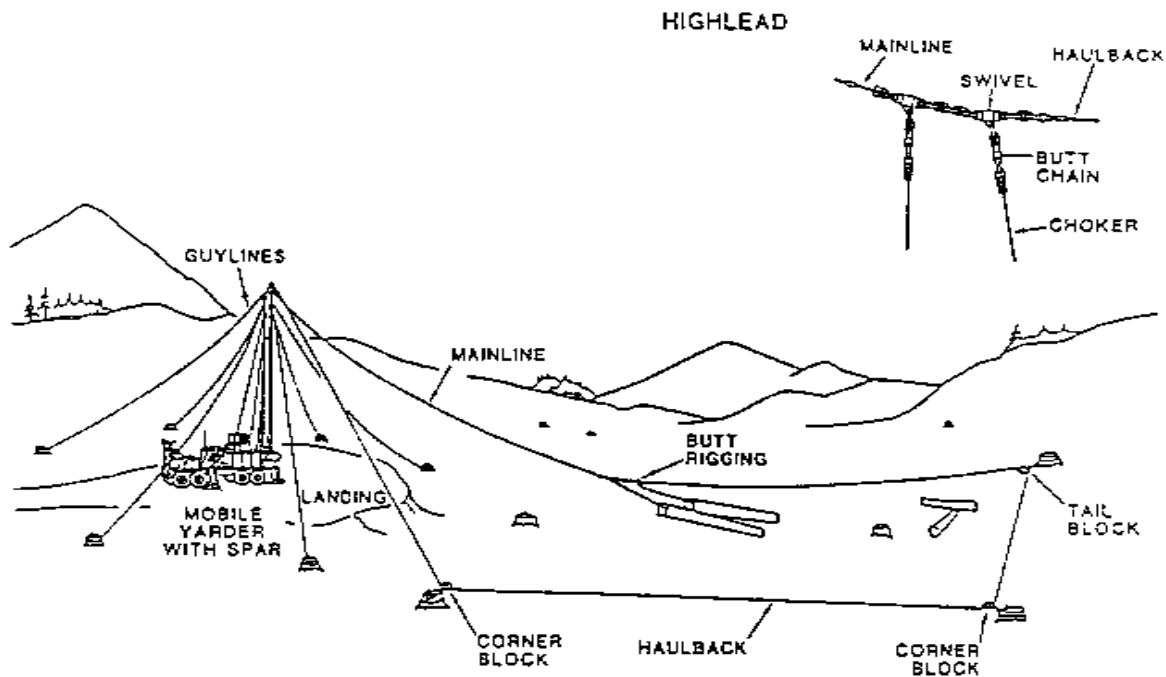 HIGHLEAD
MAINLINE
HAULBACK
SWIVEL
BUTT
CHAIN
CHOKER
GUYLINES
MAINLINE
BUTT
RIGGING
LANDING
MOBILE
YARDER
WITH SPAR
TAIL
BLOCK
CORNER
BLOCK
HAULBACK
CORNER
BLOCK